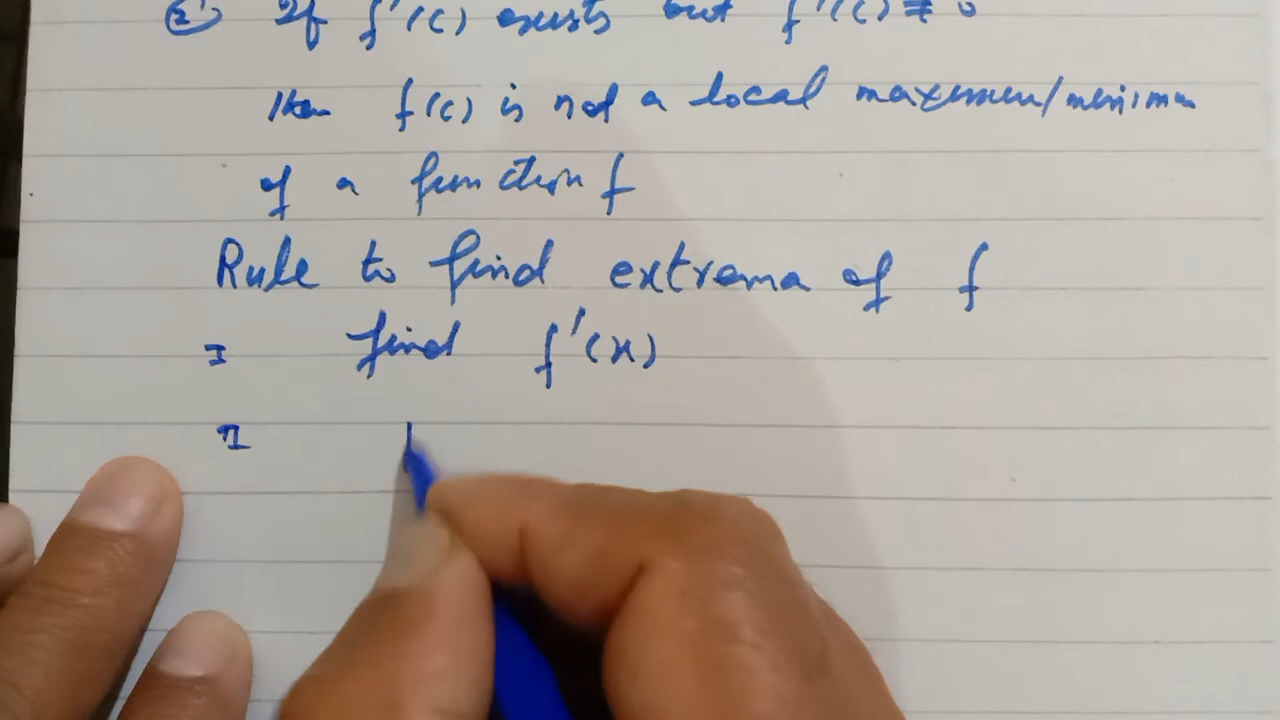 ② If f'(c) exists but f'(c) ≠ 0
then f(c) is not a local maximum/minimum
of a function f
Rule to find extrema of f
I find f'(x)
II